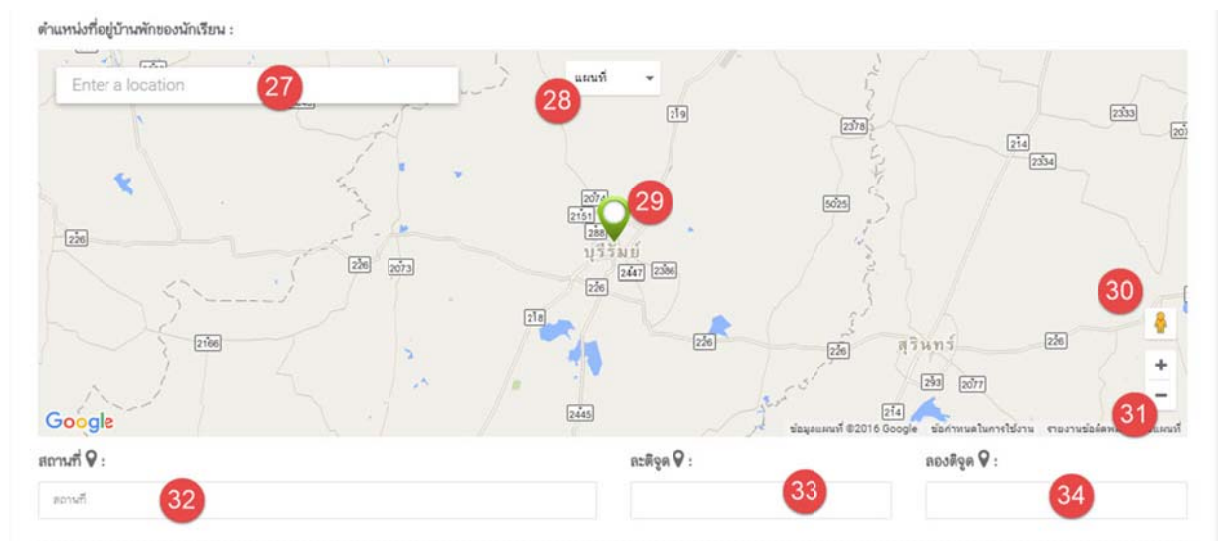 ตำแหน่งที่อยู่บ้านพักของนักเรียน :
Enter a location
27
28
แผนที่
219
2378
2333
214
2334
2074
29
2151
288
5025
บุรีรัมย์
226
226
2073
2447
2386
226
30
218
2166
226
226
สุรินทร์
226
+
293
2077
−
Google
2445
214
31
ข้อมูลแผนที่ ©2016 Google
ข้อกำหนดในการใช้งาน
สถานที่ :
ละติจูด :
ลองติจูด :
สถานที่
32
33
34